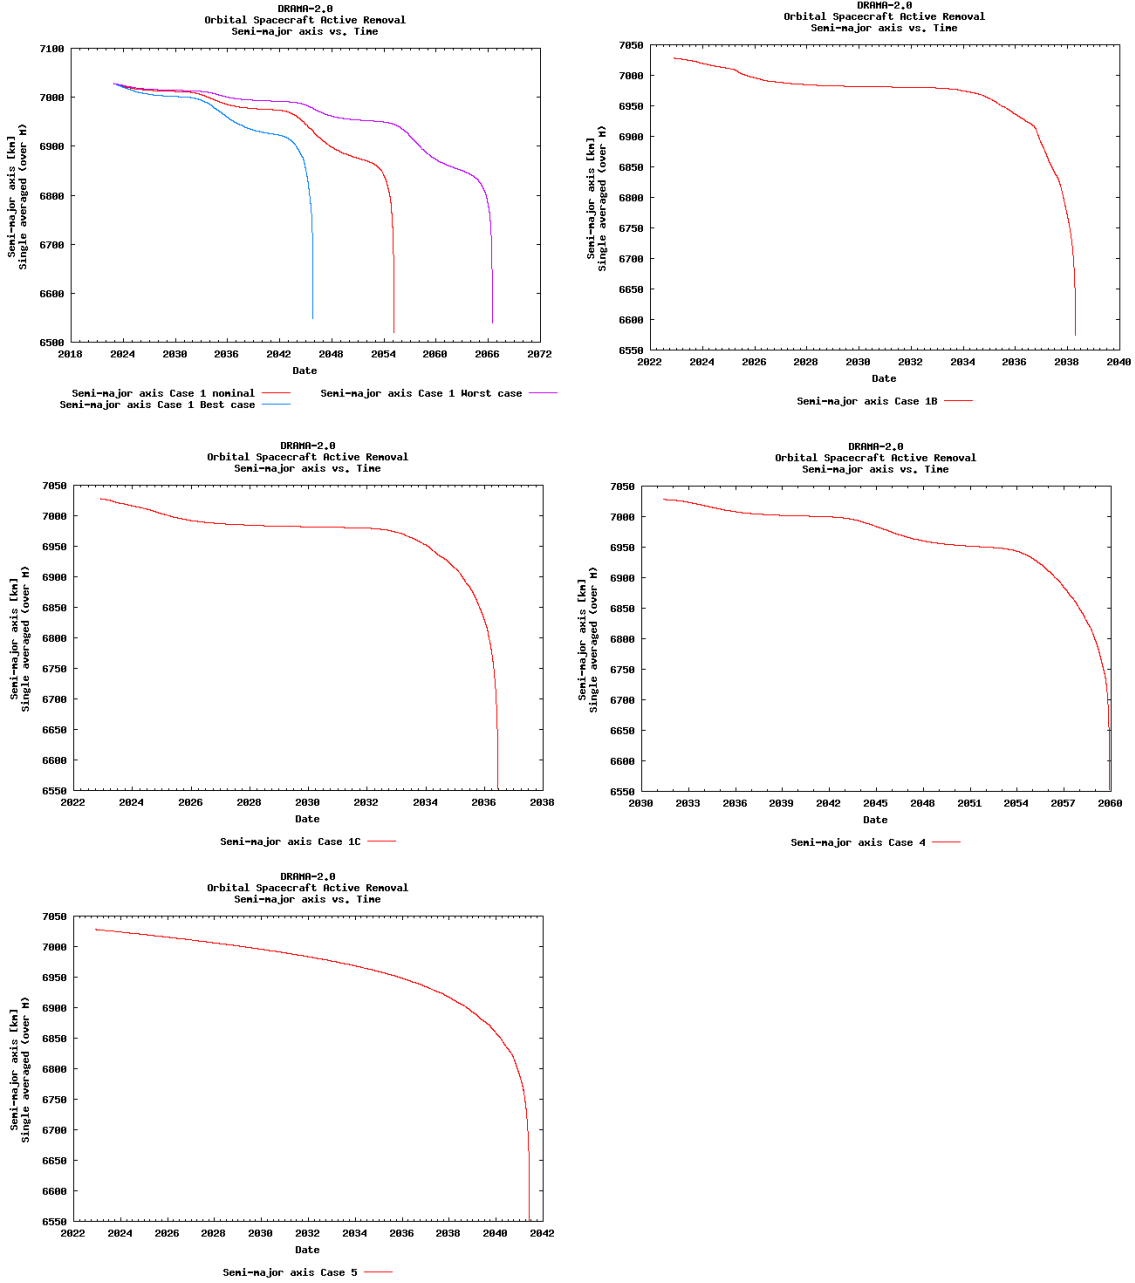 DRAMA-2.0
Orbital Spacecraft Active Removal
Semi-major axis vs. Time
Semi-major axis [km]
Single averaged (over M)
7100
7000
6900
6800
6700
6600
6500
2018 2024 2030 2036 2042 2048 2054 2060 2066 2072
Date
Semi-major axis Case 1 nominal
Semi-major axis Case 1 Worst case
Semi-major axis Case 1 Best case
DRAMA-2.0
Orbital Spacecraft Active Removal
Semi-major axis vs. Time
Semi-major axis [km]
Single averaged (over M)
7050
7000
6950
6900
6850
6800
6750
6700
6650
6600
6550
2022 2024 2026 2028 2030 2032 2034 2036 2038 2040
Date
Semi-major axis Case 1B
DRAMA-2.0
Orbital Spacecraft Active Removal
Semi-major axis vs. Time
Semi-major axis [km]
Single averaged (over M)
7050
7000
6950
6900
6850
6800
6750
6700
6650
6600
6550
2022 2024 2026 2028 2030 2032 2034 2036 2038
Date
Semi-major axis Case 1C
DRAMA-2.0
Orbital Spacecraft Active Removal
Semi-major axis vs. Time
Semi-major axis [km]
Single averaged (over M)
7050
7000
6950
6900
6850
6800
6750
6700
6650
6600
6550
2030 2033 2036 2039 2042 2045 2048 2051 2054 2057 2060
Date
Semi-major axis Case 4
DRAMA-2.0
Orbital Spacecraft Active Removal
Semi-major axis vs. Time
Semi-major axis [km]
Single averaged (over M)
7050
7000
6950
6900
6850
6800
6750
6700
6650
6600
6550
2022 2024 2026 2028 2030 2032 2034 2036 2038 2040 2042
Date
Semi-major axis Case 5